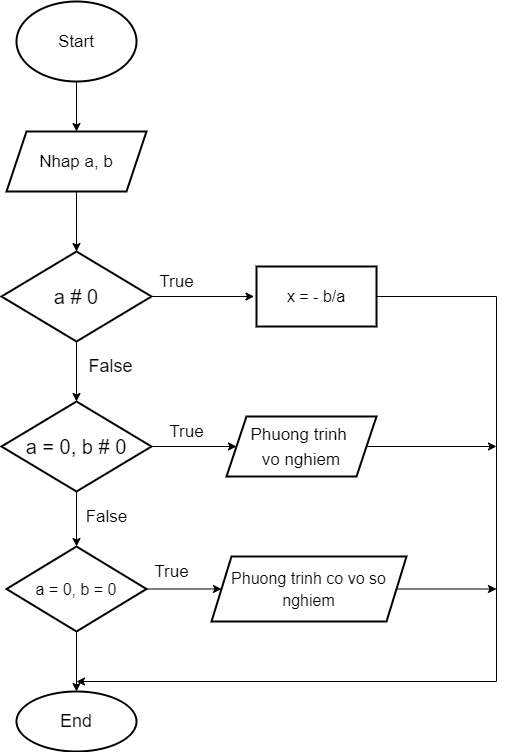 Start
Nhap a, b
a # 0
True
x = - b/a
False
a = 0, b # 0
True
Phuong trinh
vo nghiem
False
a = 0, b = 0
True
Phuong trinh co vo so
nghiem
End